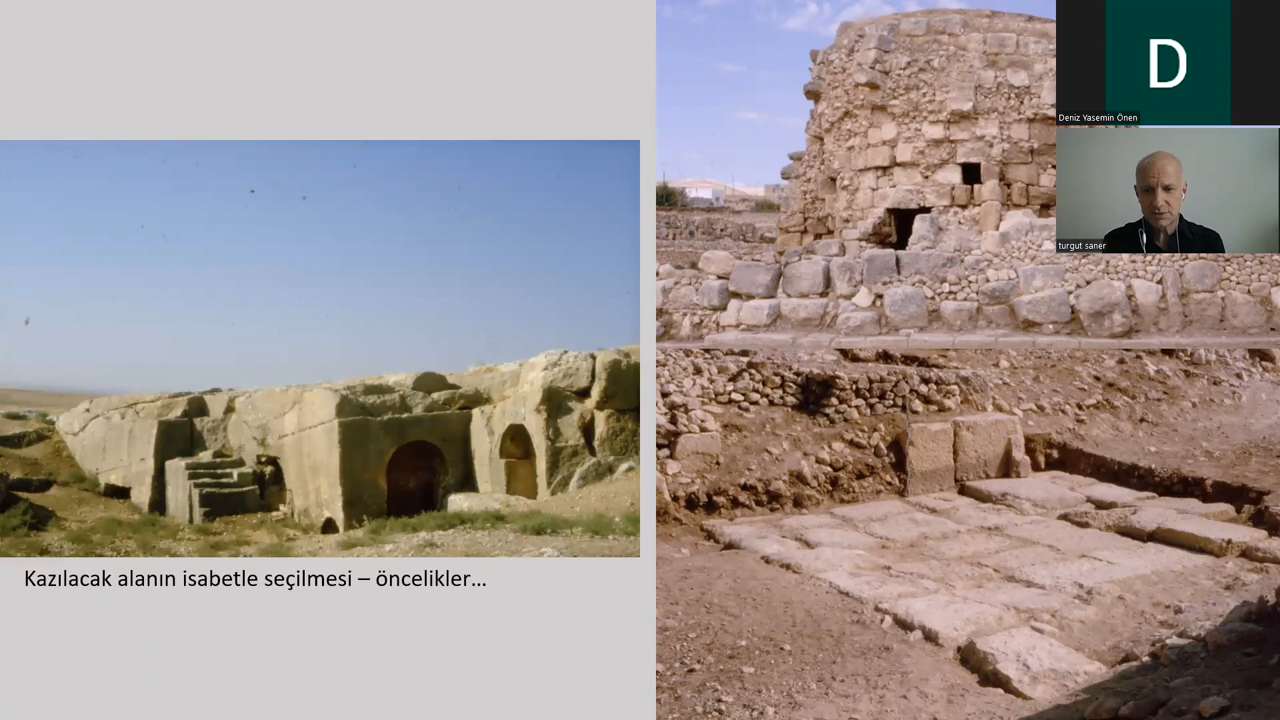 D
Deniz Yasemin Önen
turgut saner
Kazılacak alanın isabetle seçilmesi – öncelikler...